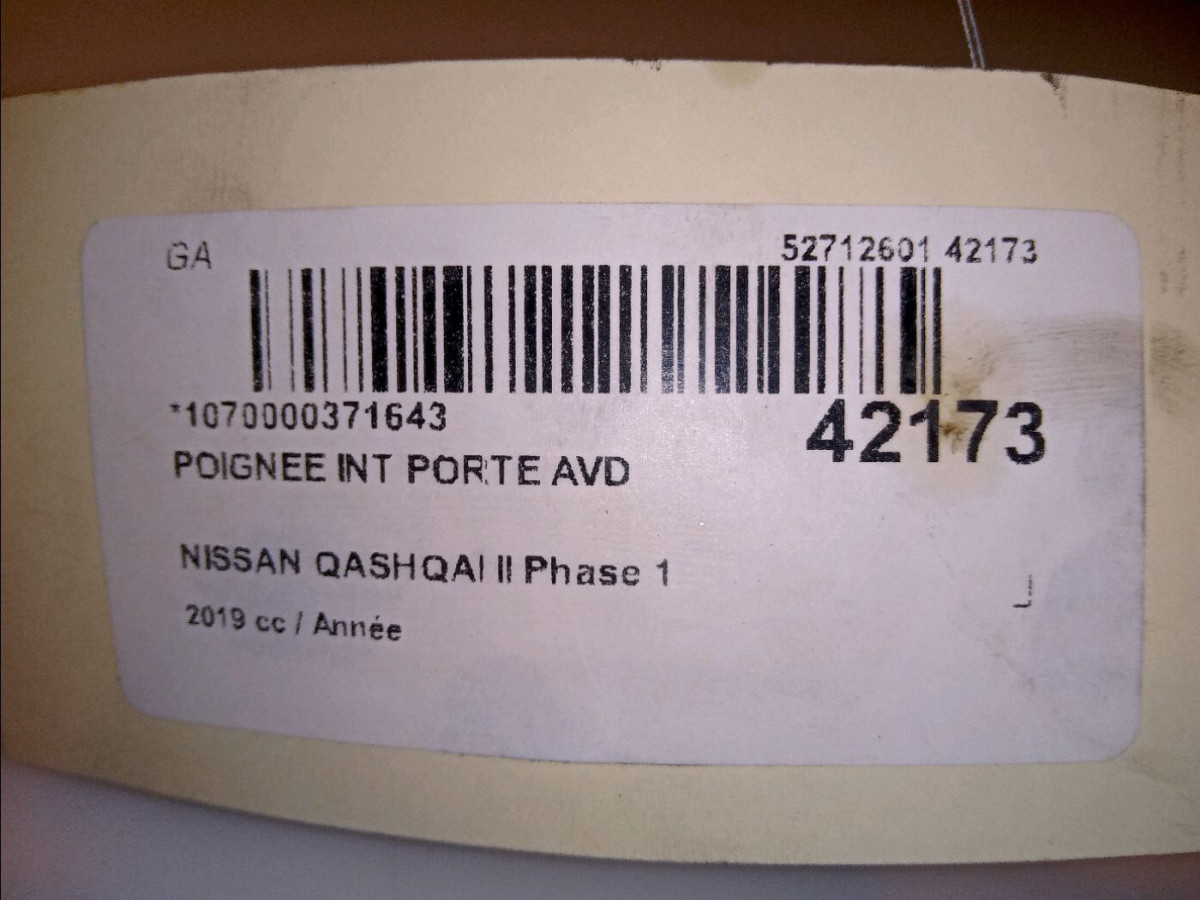 GA 52712601 42173
*1070000371643
42173
POIGNEE INT PORTE AVD
NISSAN QASHQAI II Phase 1
2019 cc / Année